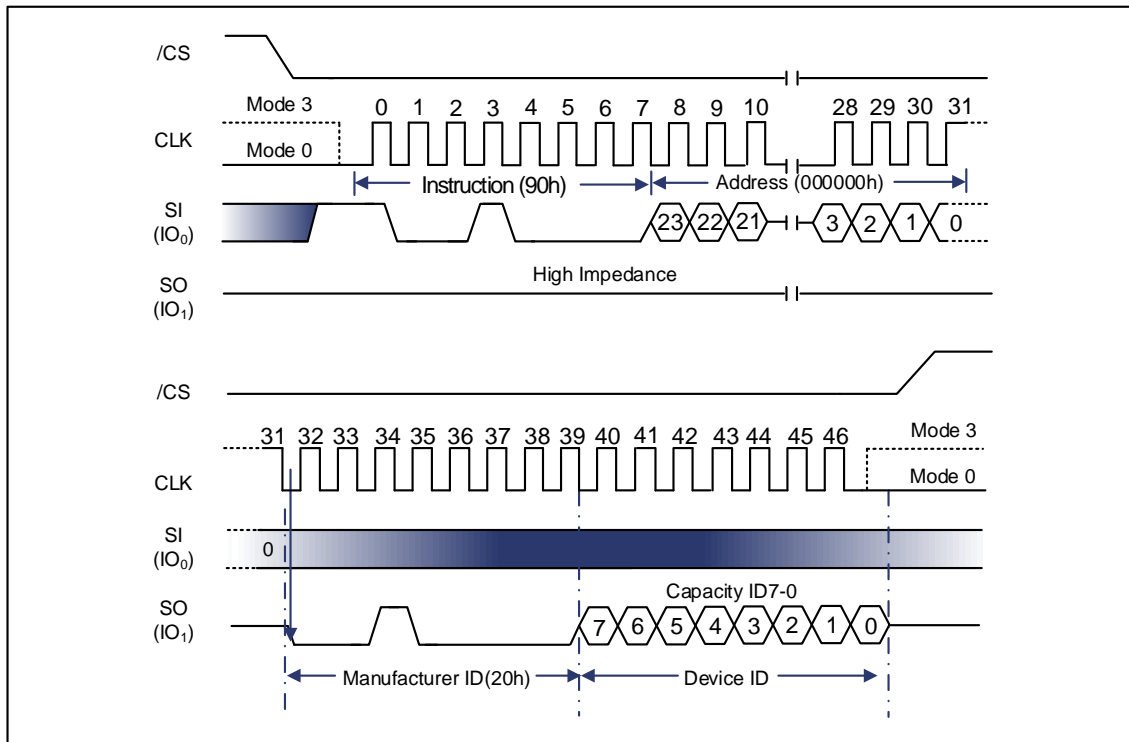 /CS
Mode 3
0 1 2 3 4 5 6 7 8 9 10 28 29 30 31
CLK
Mode 0
Instruction (90h)
Address (000000h)
SI
(IO₀)
23 22 21 3 2 1 0
High Impedance
SO
(IO₁)
/CS
31 32 33 34 35 36 37 38 39 40 41 42 43 44 45 46
Mode 3
CLK
Mode 0
SI
(IO₀)
0
Capacity ID7-0
SO
(IO₁)
7 6 5 4 3 2 1 0
Manufacturer ID(20h)
Device ID